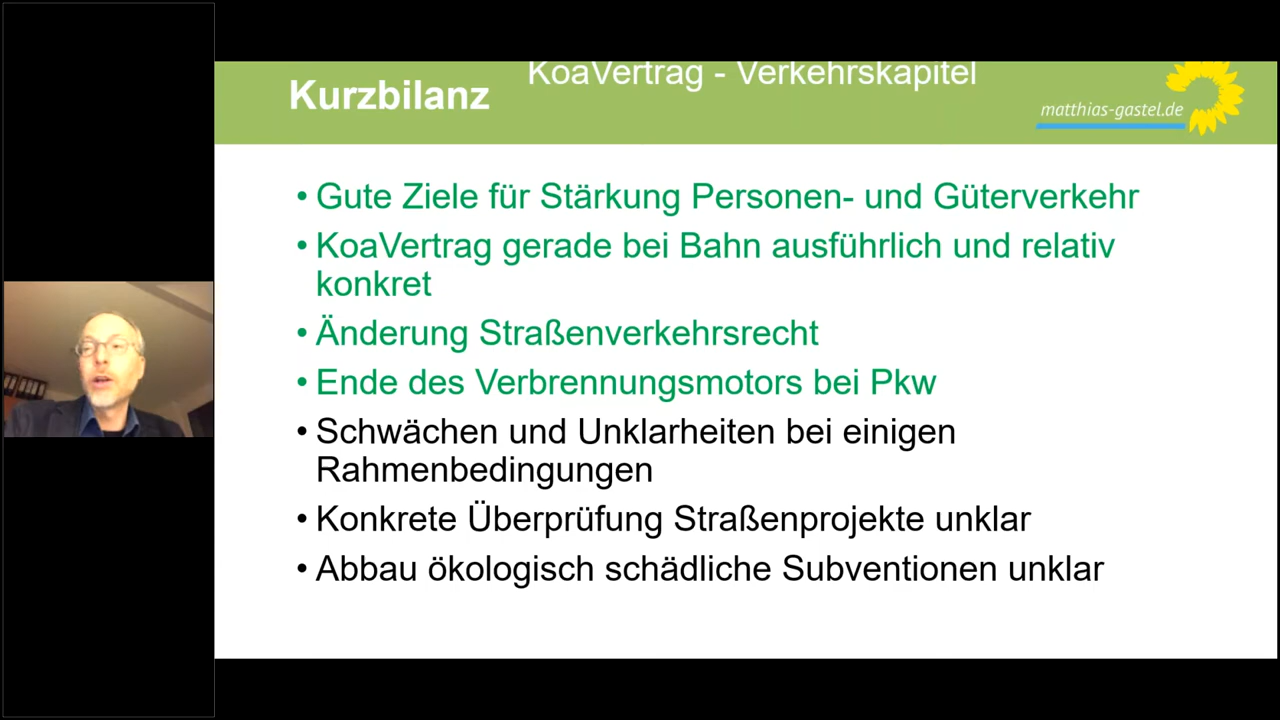 KoaVertrag - Verkehrskapitel
Kurzbilanz
matthias-gastel.de
• Gute Ziele für Stärkung Personen- und Güterverkehr
• KoaVertrag gerade bei Bahn ausführlich und relativ
konkret
• Änderung Straßenverkehrsrecht
• Ende des Verbrennungsmotors bei Pkw
• Schwächen und Unklarheiten bei einigen
Rahmenbedingungen
• Konkrete Überprüfung Straßenprojekte unklar
• Abbau ökologisch schädliche Subventionen unklar